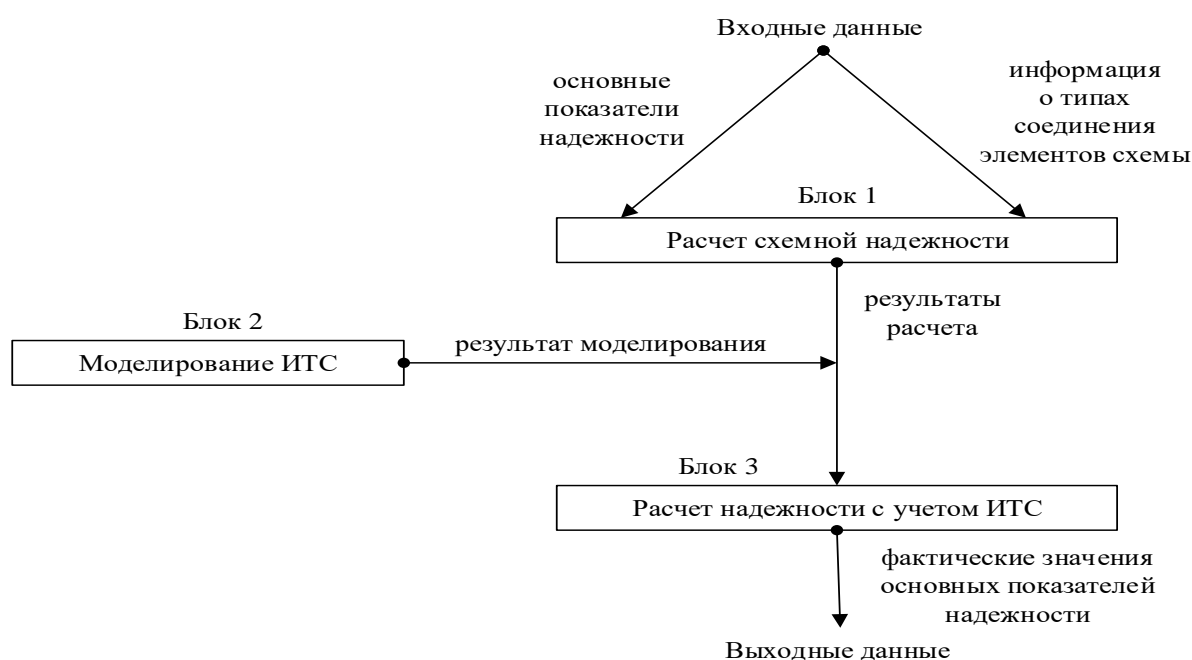 Входные данные
основные
показатели
надежности
информация
о типах
соединения
элементов схемы
Блок 1
Расчет схемной надежности
результаты
расчета
Блок 2
Моделирование ИТС
результат моделирования
Блок 3
Расчет надежности с учетом ИТС
фактические значения
основных показателей
надежности
Выходные данные